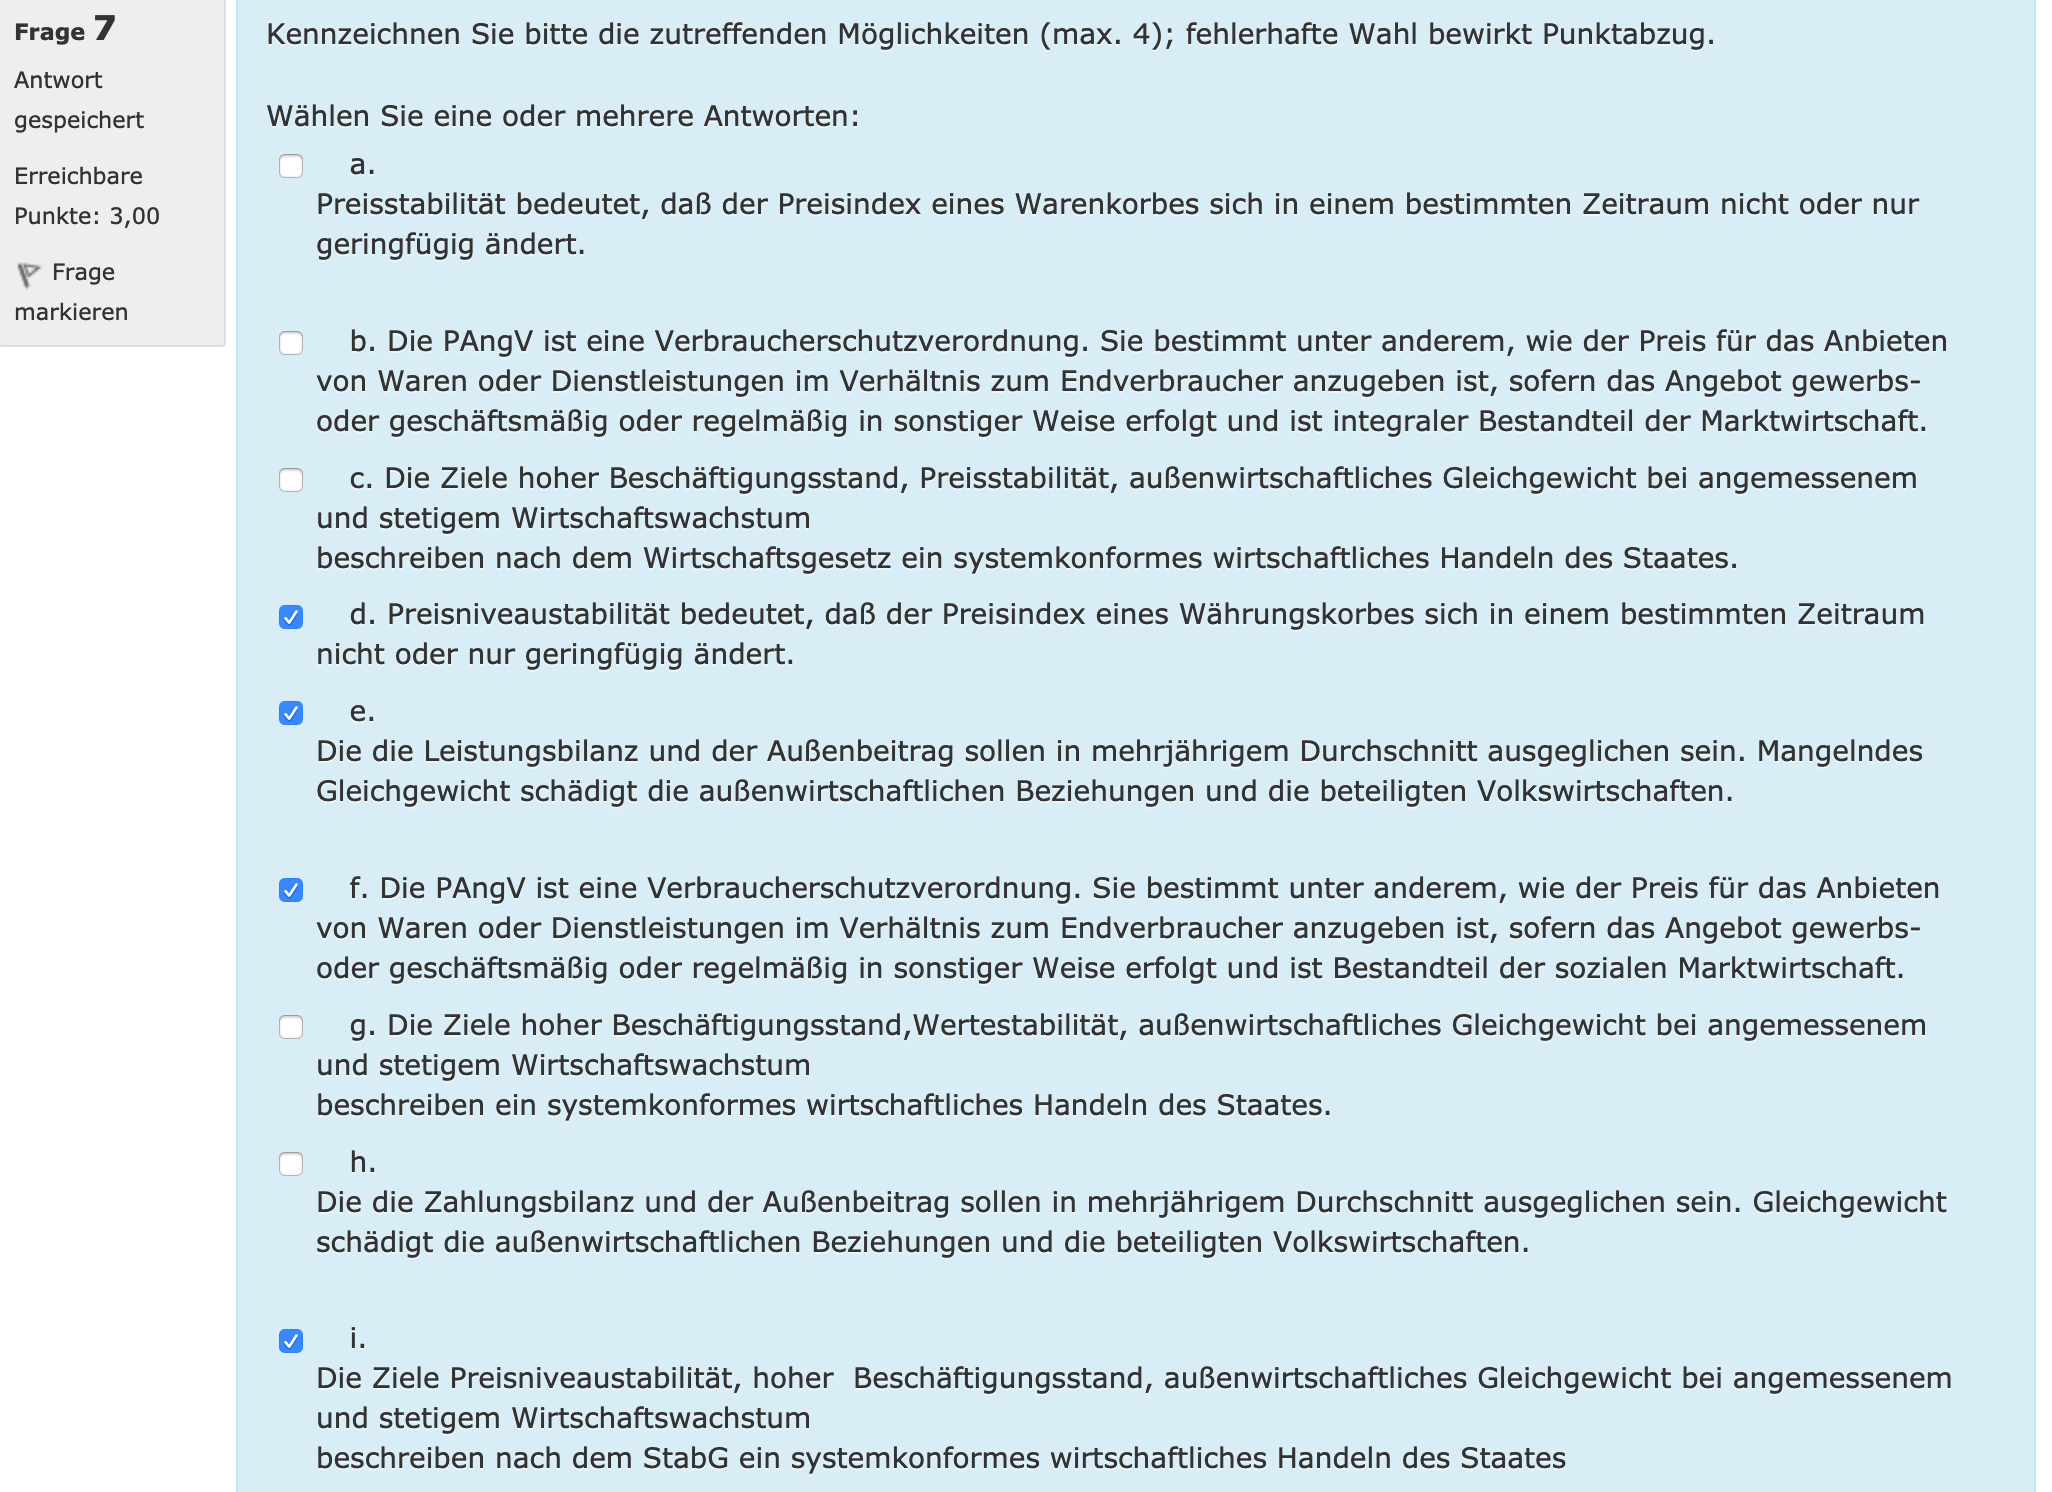 Frage 7
Antwort
gespeichert
Erreichbare
Punkte: 3,00
Frage
markieren
Kennzeichnen Sie bitte die zutreffenden Möglichkeiten (max. 4); fehlerhafte Wahl bewirkt Punktabzug.
Wählen Sie eine oder mehrere Antworten:
a.
Preisstabilität bedeutet, daß der Preisindex eines Warenkorbes sich in einem bestimmten Zeitraum nicht oder nur
geringfügig ändert.
b. Die PAngV ist eine Verbraucherschutzverordnung. Sie bestimmt unter anderem, wie der Preis für das Anbieten
von Waren oder Dienstleistungen im Verhältnis zum Endverbraucher anzugeben ist, sofern das Angebot gewerbs-
oder geschäftsmäßig oder regelmäßig in sonstiger Weise erfolgt und ist integraler Bestandteil der Marktwirtschaft.
c. Die Ziele hoher Beschäftigungsstand, Preisstabilität, außenwirtschaftliches Gleichgewicht bei angemessenem
und stetigem Wirtschaftswachstum
beschreiben nach dem Wirtschaftsgesetz ein systemkonformes wirtschaftliches Handeln des Staates.
d. Preisniveaustabilität bedeutet, daß der Preisindex eines Währungskorbes sich in einem bestimmten Zeitraum
nicht oder nur geringfügig ändert.
e.
Die die Leistungsbilanz und der Außenbeitrag sollen in mehrjährigem Durchschnitt ausgeglichen sein. Mangelndes
Gleichgewicht schädigt die außenwirtschaftlichen Beziehungen und die beteiligten Volkswirtschaften.
f. Die PAngV ist eine Verbraucherschutzverordnung. Sie bestimmt unter anderem, wie der Preis für das Anbieten
von Waren oder Dienstleistungen im Verhältnis zum Endverbraucher anzugeben ist, sofern das Angebot gewerbs-
oder geschäftsmäßig oder regelmäßig in sonstiger Weise erfolgt und ist Bestandteil der sozialen Marktwirtschaft.
g. Die Ziele hoher Beschäftigungsstand,Wertestabilität, außenwirtschaftliches Gleichgewicht bei angemessenem
und stetigem Wirtschaftswachstum
beschreiben ein systemkonformes wirtschaftliches Handeln des Staates.
h.
Die die Zahlungsbilanz und der Außenbeitrag sollen in mehrjährigem Durchschnitt ausgeglichen sein. Gleichgewicht
schädigt die außenwirtschaftlichen Beziehungen und die beteiligten Volkswirtschaften.
i.
Die Ziele Preisniveaustabilität, hoher  Beschäftigungsstand, außenwirtschaftliches Gleichgewicht bei angemessenem
und stetigem Wirtschaftswachstum
beschreiben nach dem StabG ein systemkonformes wirtschaftliches Handeln des Staates